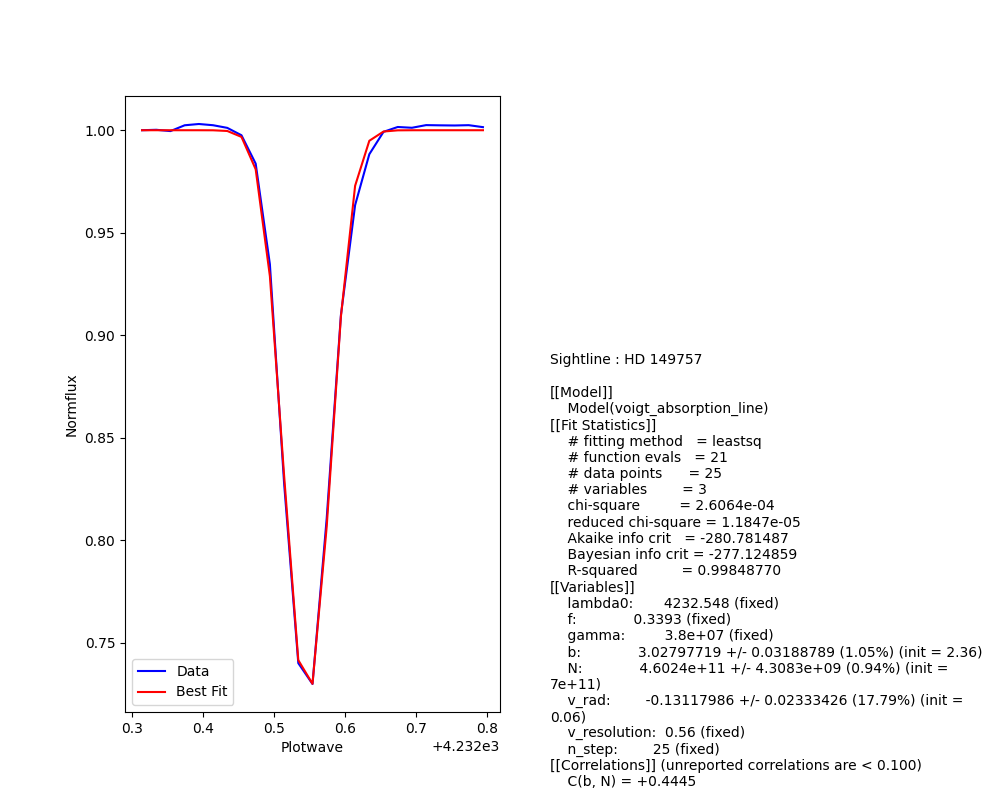 1.00
0.95
0.90
0.85
0.80
0.75
Normflux
Data
Best Fit
0.3 0.4 0.5 0.6 0.7 0.8
Plotwave
+4.232e3
Sightline : HD 149757
[[Model]]
Model(voigt_absorption_line)
[[Fit Statistics]]
# fitting method = leastsq
# function evals = 21
# data points = 25
# variables = 3
chi-square = 2.6064e-04
reduced chi-square = 1.1847e-05
Akaike info crit = -280.781487
Bayesian info crit = -277.124859
R-squared = 0.99848770
[[Variables]]
lambda0: 4232.548 (fixed)
f: 0.3393 (fixed)
gamma: 3.8e+07 (fixed)
b: 3.02797719 +/- 0.03188789 (1.05%) (init = 2.36)
N: 4.6024e+11 +/- 4.3083e+09 (0.94%) (init =
7e+11)
v_rad: -0.13117986 +/- 0.02333426 (17.79%) (init =
0.06)
v_resolution: 0.56 (fixed)
n_step: 25 (fixed)
[[Correlations]] (unreported correlations are < 0.100)
C(b, N) = +0.4445